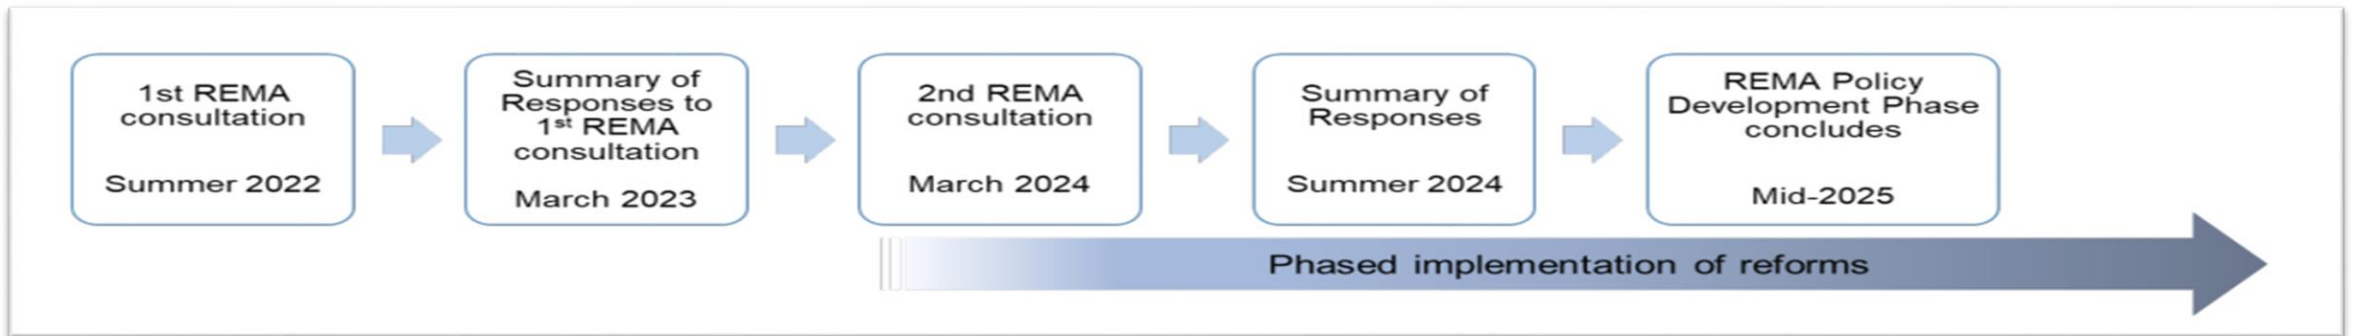 1st REMA
consultation
Summer 2022
Summary of
Responses to
1st REMA
consultation
March 2023
2nd REMA
consultation
March 2024
Summary of
Responses
Summer 2024
REMA Policy
Development Phase
concludes
Mid-2025
Phased implementation of reforms